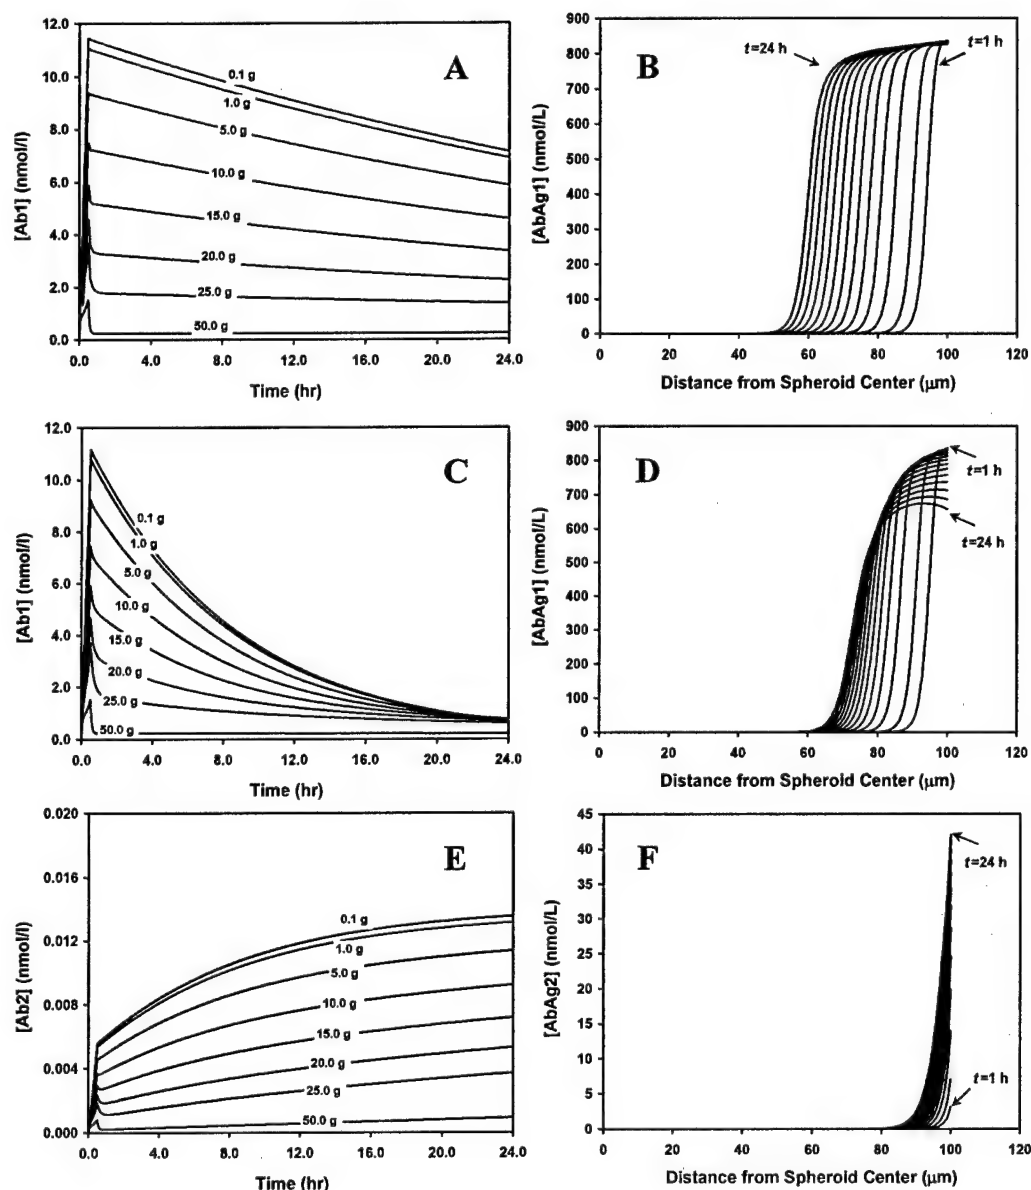 A
[Ab1] (nmol/l)
12.0
10.0
8.0
6.0
4.0
2.0
0.0
0.1 g
1.0 g
5.0 g
10.0 g
15.0 g
20.0 g
25.0 g
50.0 g
0.0 4.0 8.0 12.0 16.0 20.0 24.0
Time (hr)
B
[AbAg1] (nmol/L)
900
800
700
600
500
400
300
200
100
0
t=24 h
t=1 h
0 20 40 60 80 100 120
Distance from Spheroid Center (μm)
C
[Ab1] (nmol/l)
12.0
10.0
8.0
6.0
4.0
2.0
0.0
0.1 g
1.0 g
5.0 g
10.0 g
15.0 g
20.0 g
25.0 g
50.0 g
0.0 4.0 8.0 12.0 16.0 20.0 24.0
Time (hr)
D
[AbAg1] (nmol/L)
900
800
700
600
500
400
300
200
100
0
t=1 h
t=24 h
0 20 40 60 80 100 120
Distance from Spheroid Center (μm)
E
[Ab2] (nmol/l)
0.020
0.016
0.012
0.008
0.004
0.000
0.1 g
1.0 g
5.0 g
10.0 g
15.0 g
20.0 g
25.0 g
50.0 g
0.0 4.0 8.0 12.0 16.0 20.0 24.0
Time (hr)
F
[AbAg2] (nmol/L)
45
40
35
30
25
20
15
10
5
0
t=24 h
t=1 h
0 20 40 60 80 100 120
Distance from Spheroid Center (μm)